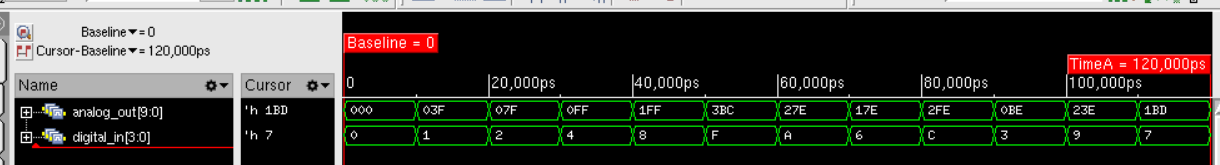 Baseline▼= 0
Cursor-Baseline▼= 120,000ps
Baseline = 0
TimeA = 120,000ps
Name
Cursor
0
20,000ps
40,000ps
60,000ps
80,000ps
100,000ps
analog_out[9:0]
'h 1BD
000
03F
07F
0FF
1FF
3BC
27E
17E
2FE
0BE
23E
1BD
digital_in[3:0]
'h 7
0
1
2
4
8
F
A
6
C
3
9
7